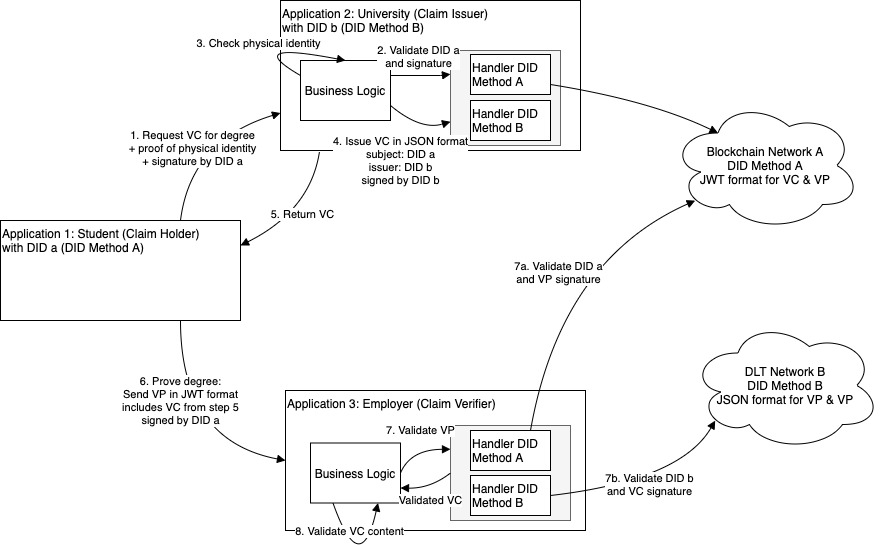 Application 2: University (Claim Issuer)
with DID b (DID Method B)
3. Check physical identity
2. Validate DID a
and signature
Business Logic
Handler DID
Method A
Handler DID
Method B
1. Request VC for degree
+ proof of physical identity
+ signature by DID a
4. Issue VC in JSON format
subject: DID a
issuer: DID b
signed by DID b
Blockchain Network A
DID Method A
JWT format for VC & VP
5. Return VC
Application 1: Student (Claim Holder)
with DID a (DID Method A)
7a. Validate DID a
and VP signature
6. Prove degree:
Send VP in JWT format
includes VC from step 5
signed by DID a
DLT Network B
DID Method B
JSON format for VP & VP
Application 3: Employer (Claim Verifier)
7. Validate VP
Business Logic
Handler DID
Method A
Handler DID
Method B
Validated VC
7b. Validate DID b
and VC signature
8. Validate VC content